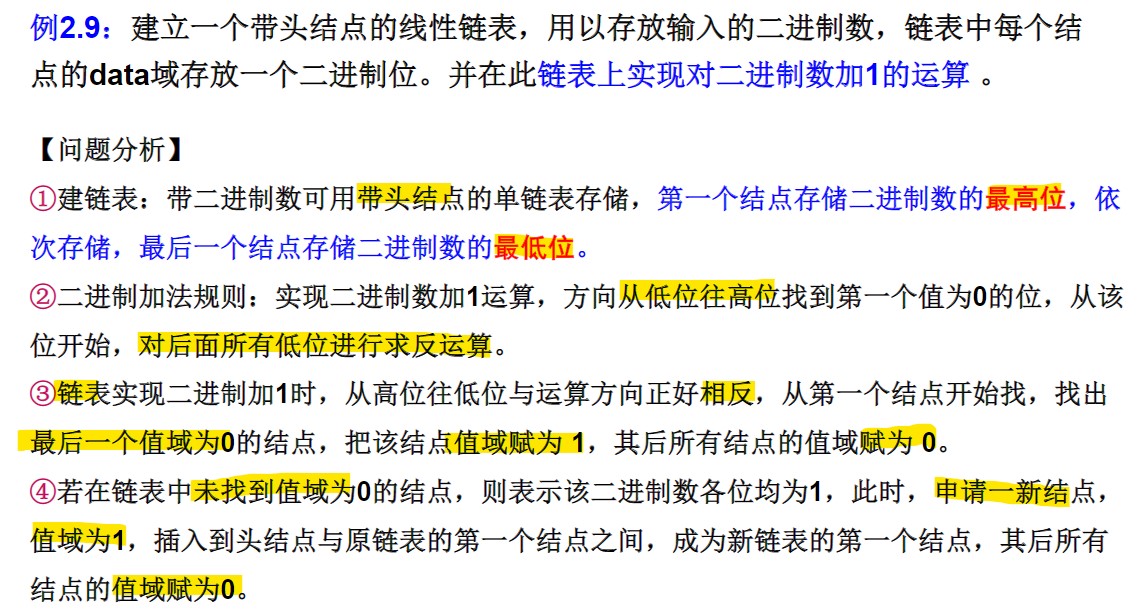 例2.9：建立一个带头结点的线性链表，用以存放输入的二进制数，链表中每个结
点的data域存放一个二进制位。并在此链表上实现对二进制数加1的运算 。
【问题分析】
①建链表：带二进制数可用带头结点的单链表存储，第一个结点存储二进制数的最高位，依
次存储，最后一个结点存储二进制数的最低位。
②二进制加法规则：实现二进制数加1运算，方向从低位往高位找到第一个值为0的位，从该
位开始，对后面所有低位进行求反运算。
③链表实现二进制加1时，从高位往低位与运算方向正好相反，从第一个结点开始找，找出
最后一个值域为0的结点，把该结点值域赋为 1，其后所有结点的值域赋为 0。
④若在链表中未找到值域为0的结点，则表示该二进制数各位均为1，此时，申请一新结点，
值域为1，插入到头结点与原链表的第一个结点之间，成为新链表的第一个结点，其后所有
结点的值域赋为0。